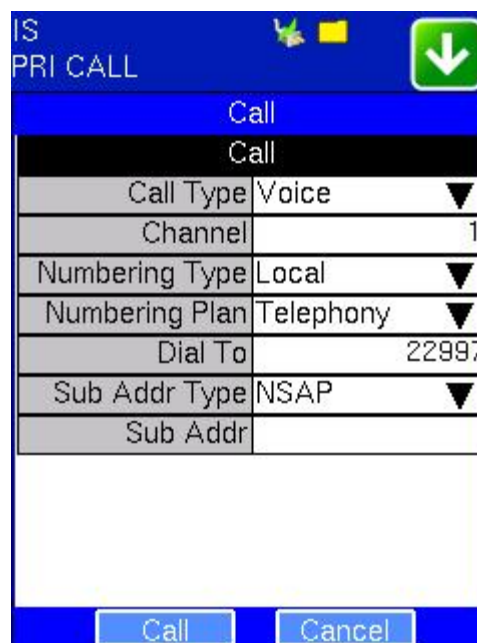 IS
PRI CALL
Call
Call
Call Type Voice
Channel 1
Numbering Type Local
Numbering Plan Telephony
Dial To 22997
Sub Addr Type NSAP
Sub Addr
Call Cancel